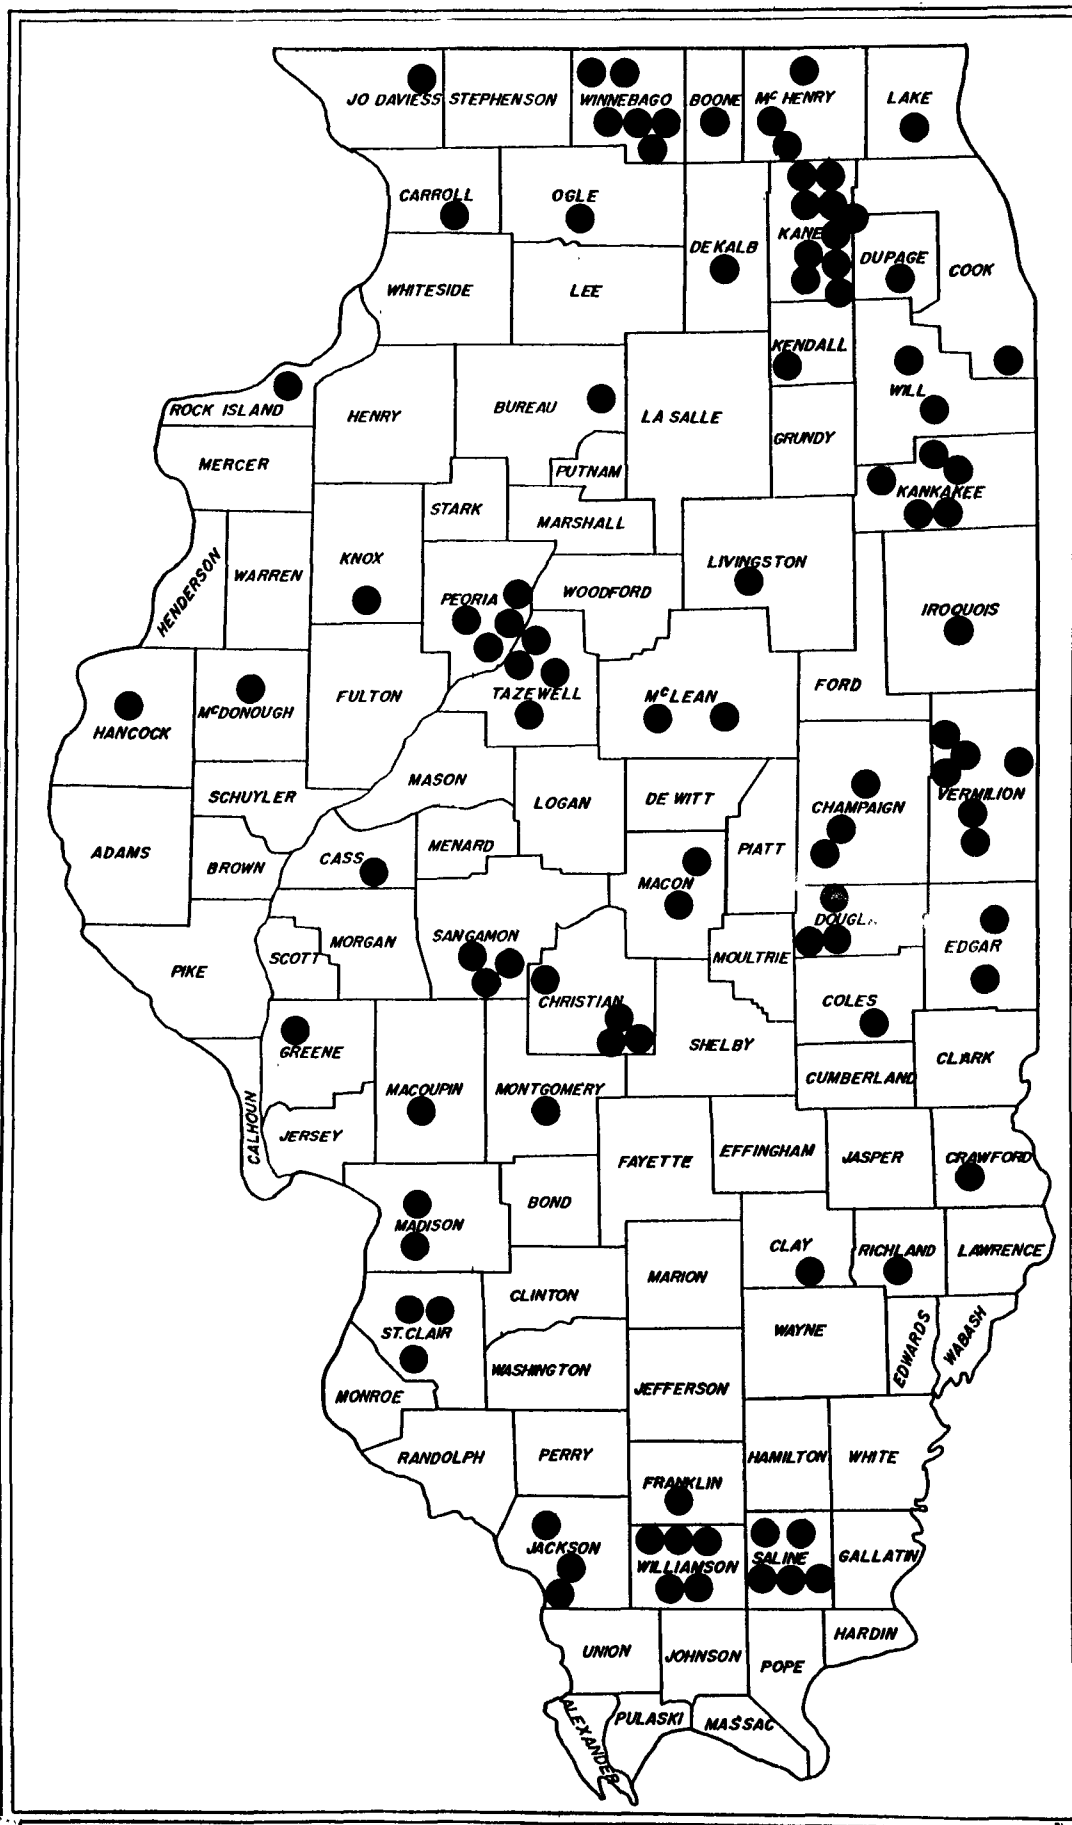 JO DAVIESS
STEPHENSON
WINNEBAGO
BOONE
McHENRY
LAKE
CARROLL
OGLE
DEKALB
KANE
DUPAGE
COOK
WHITESIDE
LEE
KENDALL
ROCK ISLAND
HENRY
BUREAU
LA SALLE
WILL
GRUNDY
MERCER
PUTNAM
KANKAKEE
STARK
MARSHALL
HENDERSON
WARREN
KNOX
PEORIA
WOODFORD
LIVINGSTON
IROQUOIS
HANCOCK
McDONOUGH
FULTON
TAZEWELL
McLEAN
FORD
MASON
SCHUYLER
LOGAN
DE WITT
CHAMPAIGN
VERMILION
ADAMS
BROWN
CASS
MENARD
MACON
PIATT
PIKE
SCOTT
MORGAN
SANGAMON
CHRISTIAN
MOULTRIE
DOUGL
EDGAR
COLES
GREENE
CALHOUN
JERSEY
MACOUPIN
MONTGOMERY
SHELBY
CUMBERLAND
CLARK
FAYETTE
EFFINGHAM
JASPER
CRAWFORD
MADISON
BOND
CLAY
RICHLAND
LAWRENCE
MARION
CLINTON
ST. CLAIR
WASHINGTON
WAYNE
EDWARDS
WABASH
MONROE
JEFFERSON
RANDOLPH
PERRY
FRANKLIN
HAMILTON
WHITE
JACKSON
WILLIAMSON
SALINE
GALLATIN
UNION
JOHNSON
POPE
HARDIN
ALEXANDER
PULASKI
MASSAC